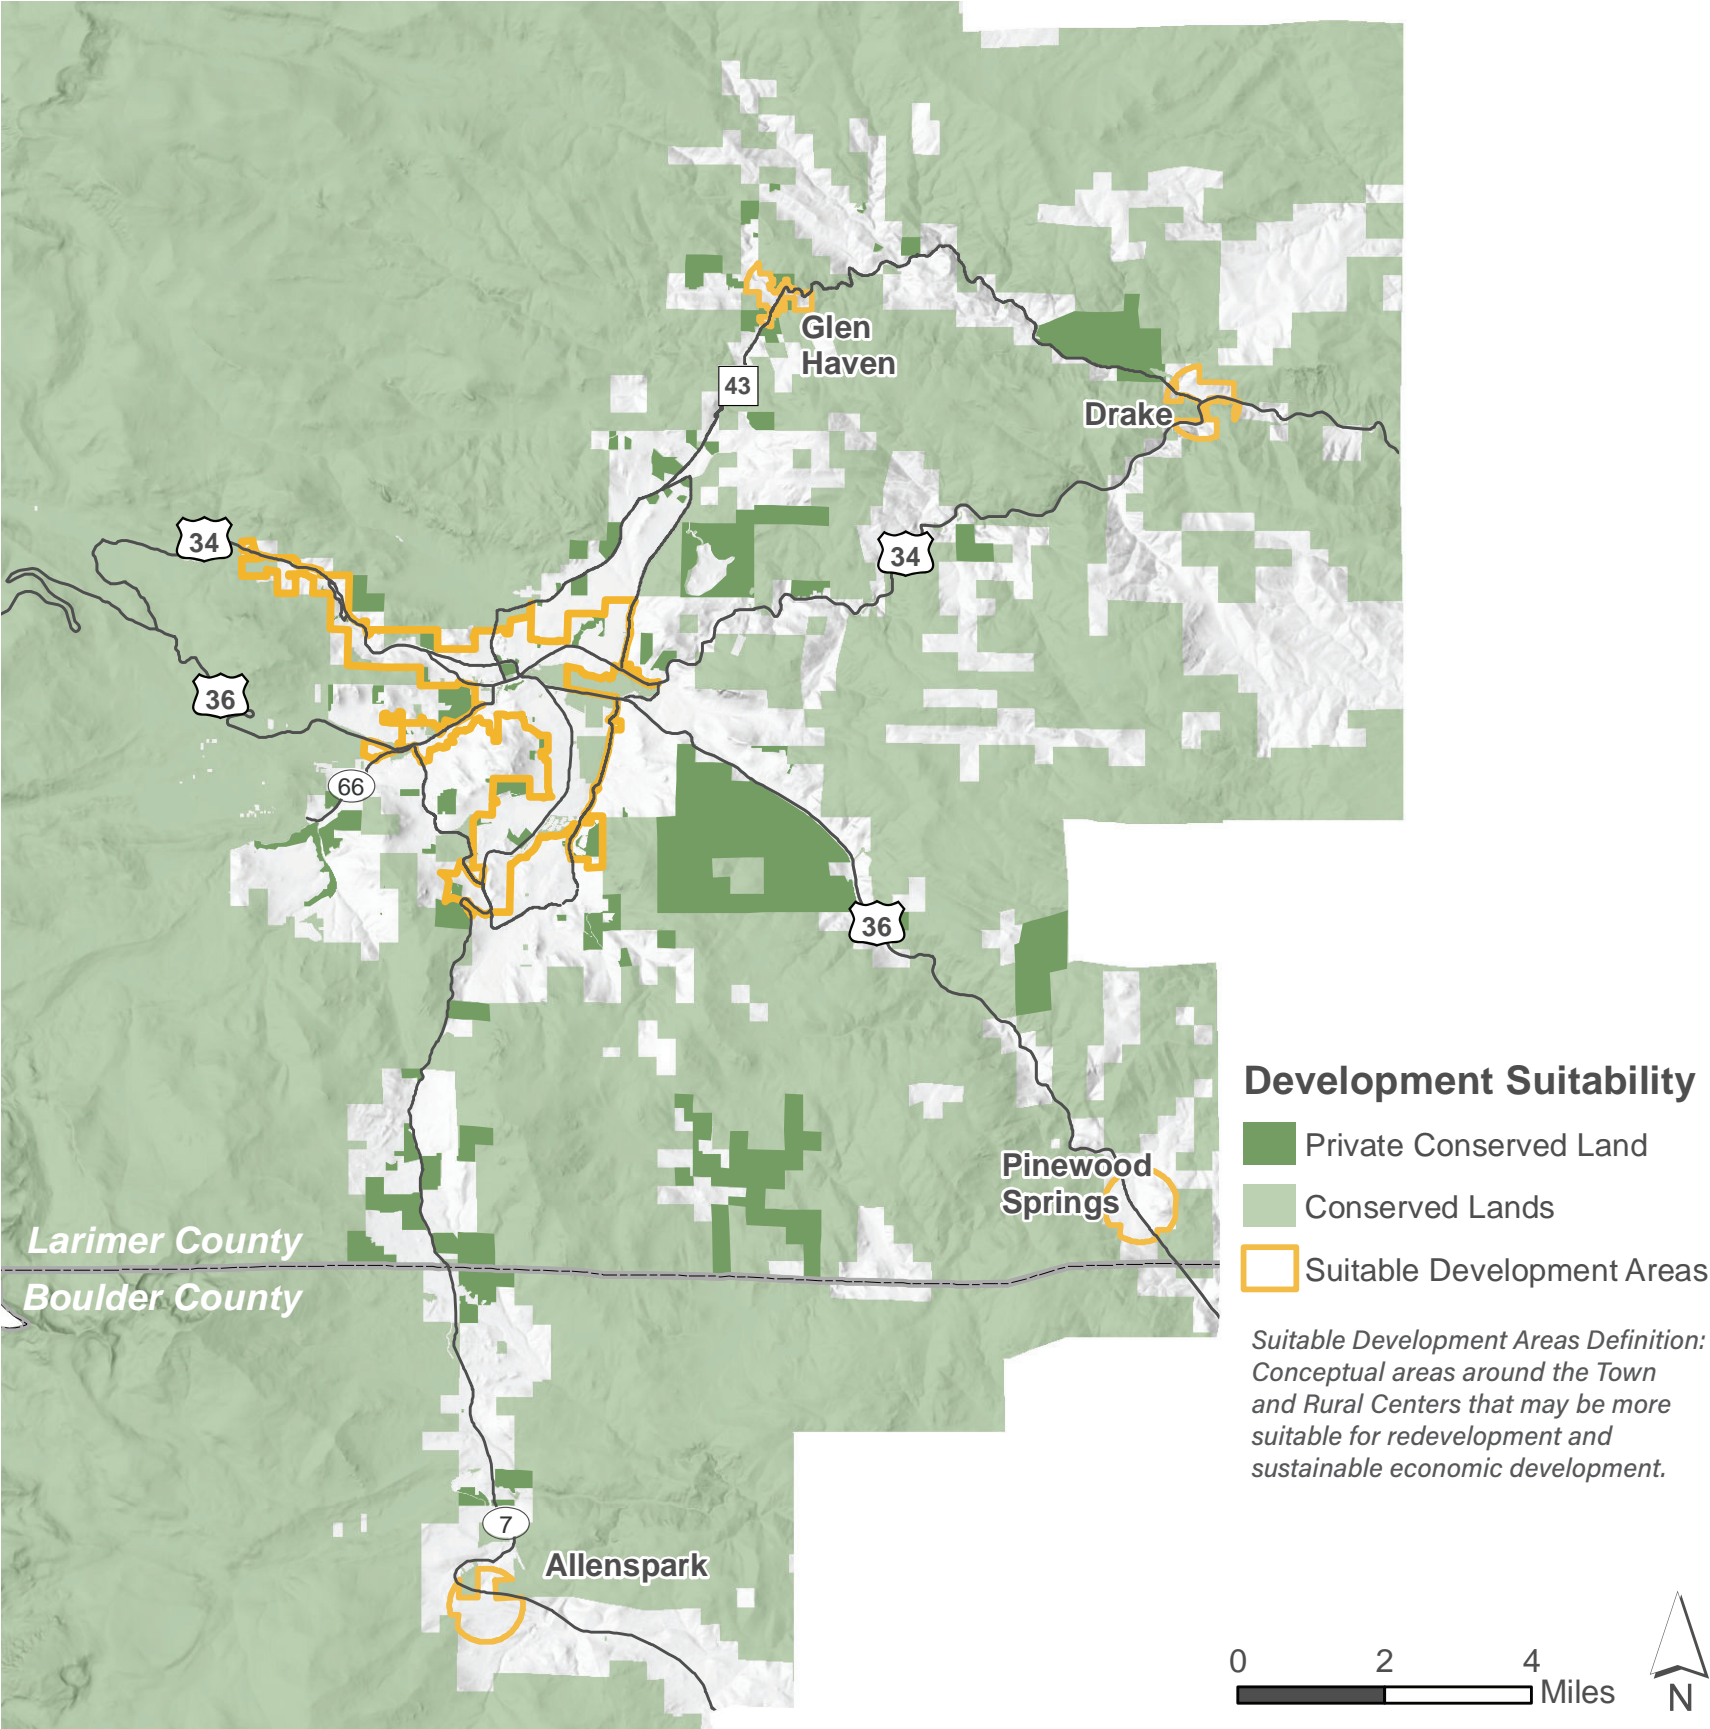 Glen
Haven
43
Drake
34
34
36
66
36
Development Suitability
Private Conserved Land
Pinewood
Springs
Conserved Lands
Larimer County
Suitable Development Areas
Boulder County
Suitable Development Areas Definition:
Conceptual areas around the Town
and Rural Centers that may be more
suitable for redevelopment and
sustainable economic development.
7
Allenspark
0 2 4
Miles
N